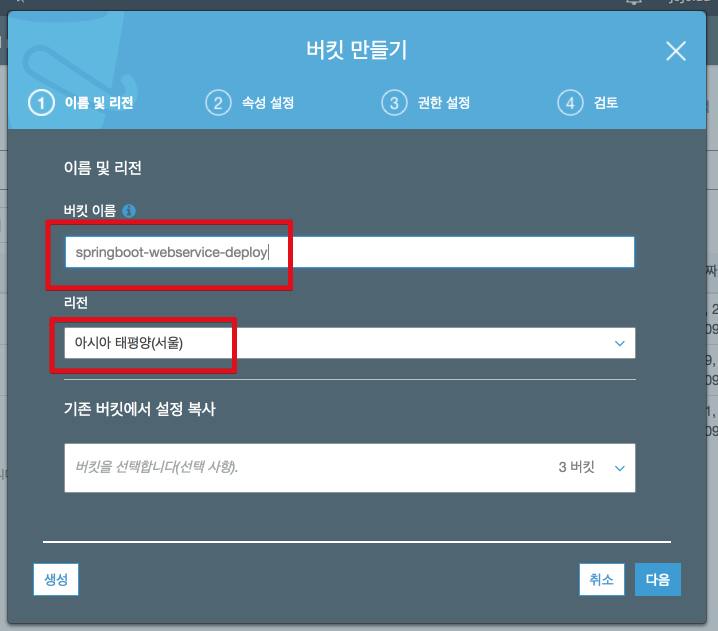 버킷 만들기
1 이름 및 리전
2 속성 설정
3 권한 설정
4 검토
이름 및 리전
버킷 이름
springboot-webservice-deploy
리전
아시아 태평양(서울)
기존 버킷에서 설정 복사
버킷을 선택합니다(선택 사항). 3 버킷
생성 취소 다음